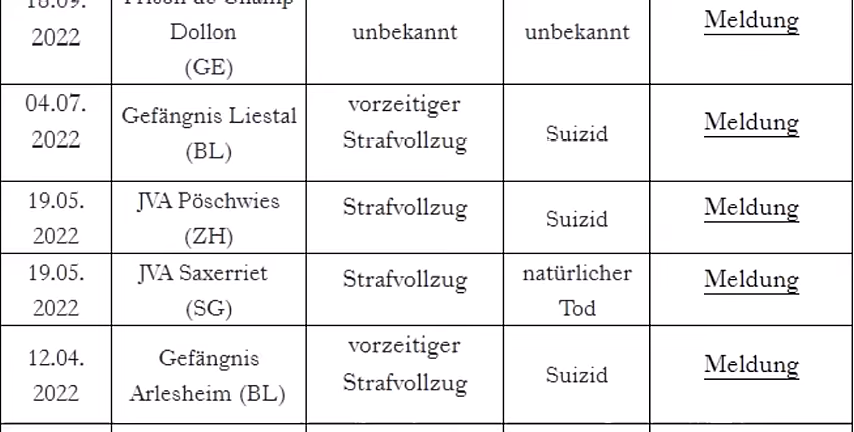 18.09.
2022
Prison de Champ
Dollon
(GE)
unbekannt
unbekannt
Meldung
04.07.
2022
Gefängnis Liestal
(BL)
vorzeitiger
Strafvollzug
Suizid
Meldung
19.05.
2022
JVA Pöschwies
(ZH)
Strafvollzug
Suizid
Meldung
19.05.
2022
JVA Saxerriet
(SG)
Strafvollzug
natürlicher
Tod
Meldung
12.04.
2022
Gefängnis
Arlesheim (BL)
vorzeitiger
Strafvollzug
Suizid
Meldung